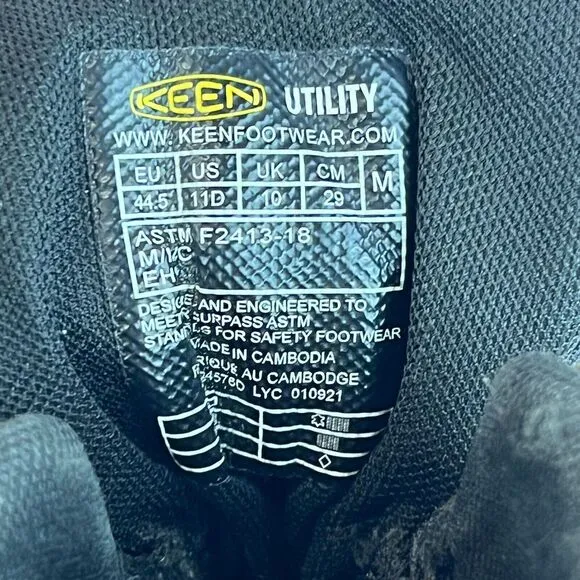 KEEN UTILITY
WWW.KEENFOOTWEAR.COM
EU US UK CM M
44.5 11D 10 29
ASTM F2413-18
EH
AND ENGINEERED TO
MEET SURPASS ASTM
FOR SAFETY FOOTWEAR
MADE IN CAMBODIA
AU CAMBODGE
LYC 010921